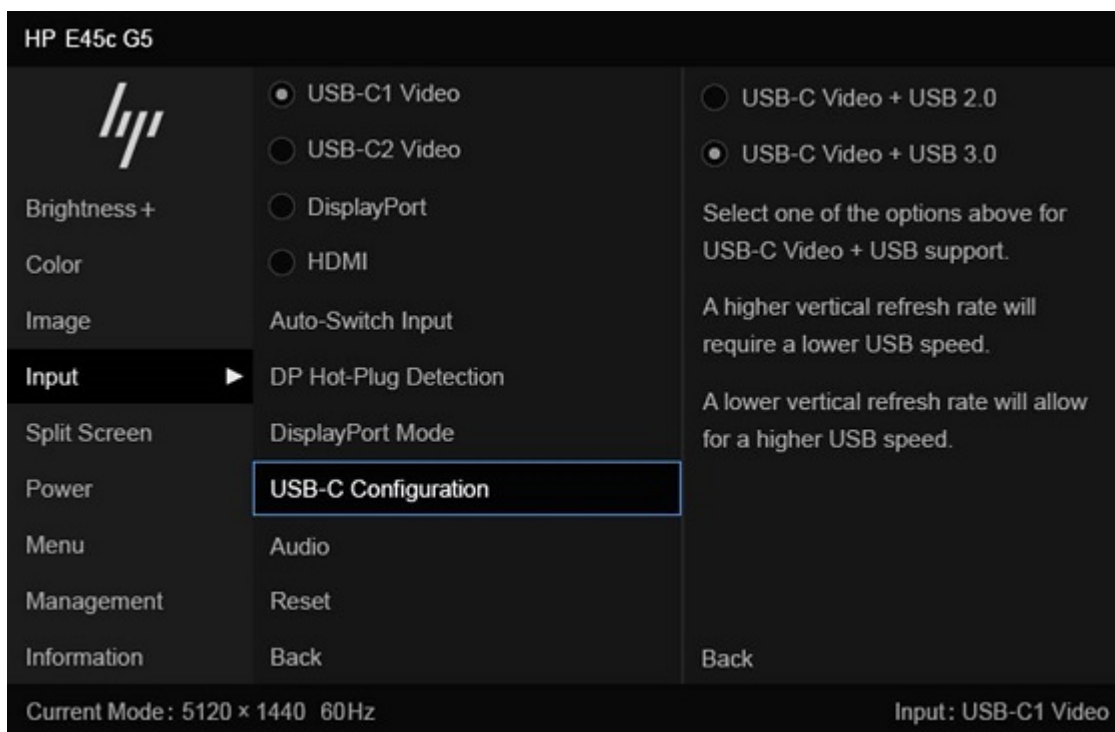 HP E45c G5
hp
Brightness +
Color
Image
Input
Split Screen
Power
Menu
Management
Information
USB-C1 Video
USB-C2 Video
DisplayPort
HDMI
Auto-Switch Input
DP Hot-Plug Detection
DisplayPort Mode
USB-C Configuration
Audio
Reset
Back
USB-C Video + USB 2.0
USB-C Video + USB 3.0
Select one of the options above for
USB-C Video + USB support.
A higher vertical refresh rate will
require a lower USB speed.
A lower vertical refresh rate will allow
for a higher USB speed.
Back
Current Mode: 5120 × 1440 60Hz
Input: USB-C1 Video